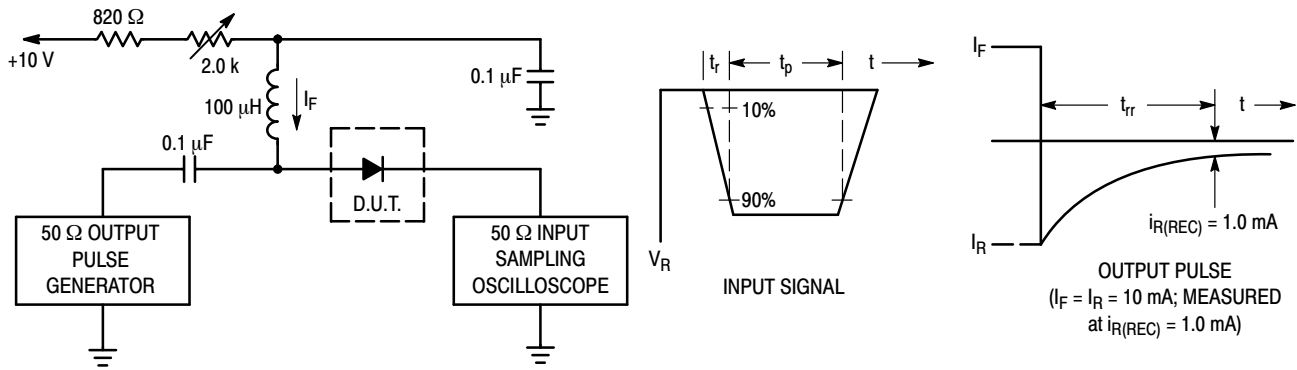 820 Ω
+10 V
2.0 k
100 µH
I_F
0.1 µF
0.1 µF
D.U.T.
50 Ω OUTPUT
PULSE
GENERATOR
50 Ω INPUT
SAMPLING
OSCILLOSCOPE
t_r
t_p
t
10%
90%
V_R
INPUT SIGNAL
I_F
t_rr
t
I_R
i_R(REC) = 1.0 mA
OUTPUT PULSE
(I_F = I_R = 10 mA; MEASURED
at i_R(REC) = 1.0 mA)